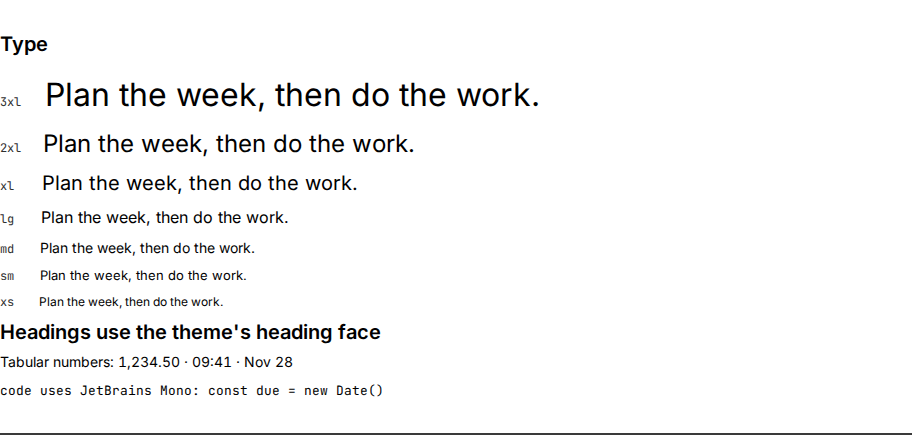 Type
3xl Plan the week, then do the work.
2xl Plan the week, then do the work.
xl Plan the week, then do the work.
lg Plan the week, then do the work.
md Plan the week, then do the work.
sm Plan the week, then do the work.
xs Plan the week, then do the work.
Headings use the theme's heading face
Tabular numbers: 1,234.50 · 09:41 · Nov 28
code uses JetBrains Mono: const due = new Date()